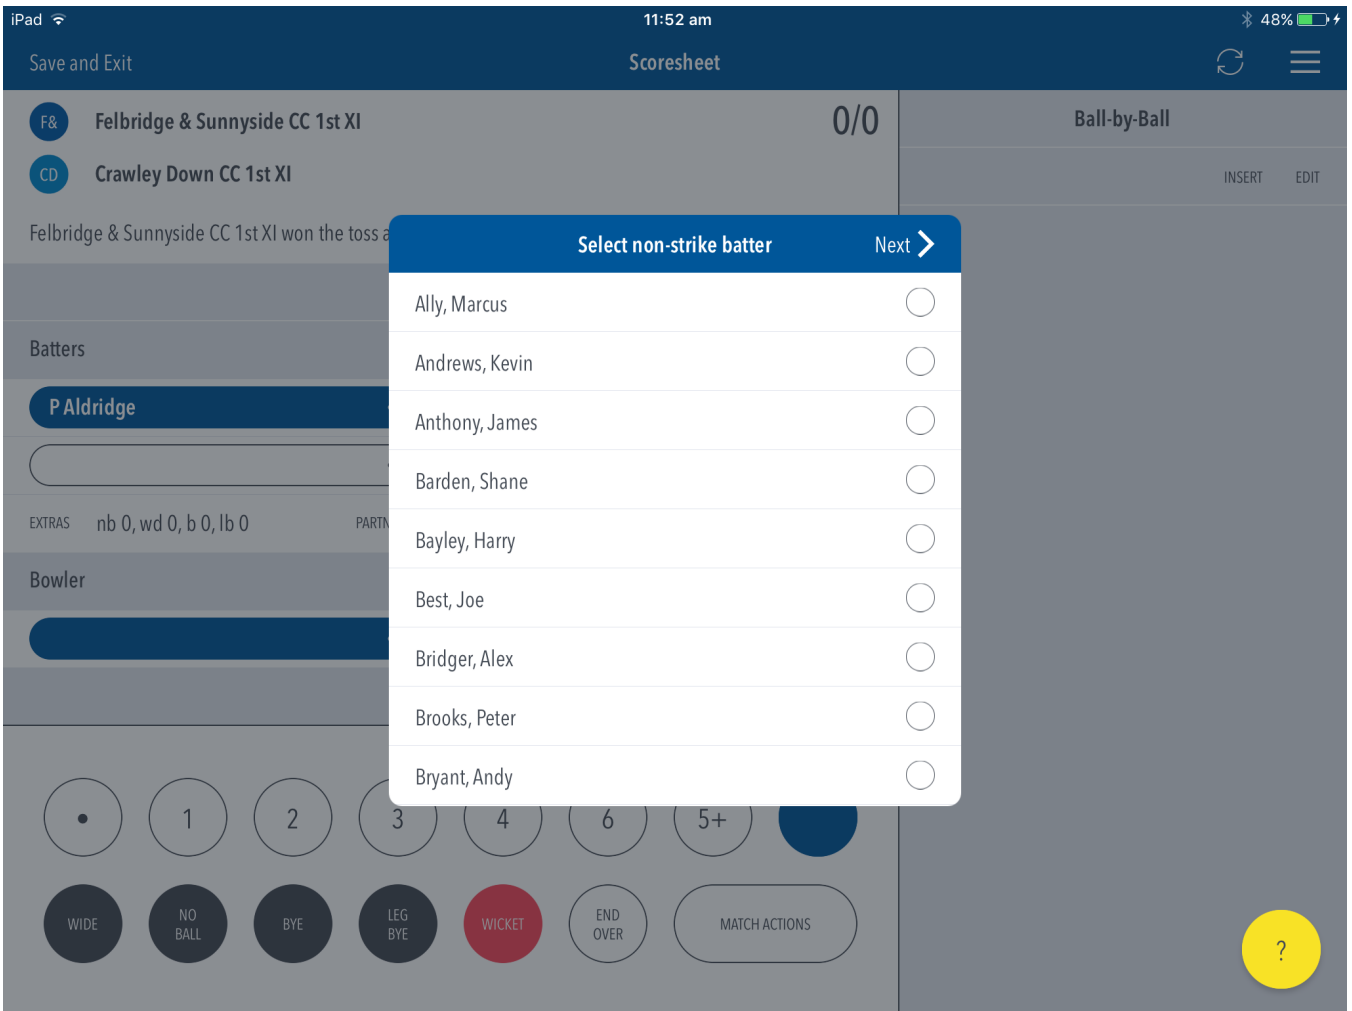 iPad 11:52 am 48%
Save and Exit Scoresheet
F& Felbridge & Sunnyside CC 1st XI 0/0
CD Crawley Down CC 1st XI
Felbridge & Sunnyside CC 1st XI won the toss
Ball-by-Ball
INSERT EDIT
Select non-strike batter Next
Ally, Marcus
Andrews, Kevin
Anthony, James
Barden, Shane
Bayley, Harry
Best, Joe
Bridger, Alex
Brooks, Peter
Bryant, Andy
Batters
P Aldridge
EXTRAS nb 0, wd 0, b 0, lb 0
Bowler
1 2 3 4 6 5+
WIDE
NO
BALL
BYE
LEG
BYE
WICKET
END
OVER
MATCH ACTIONS
?